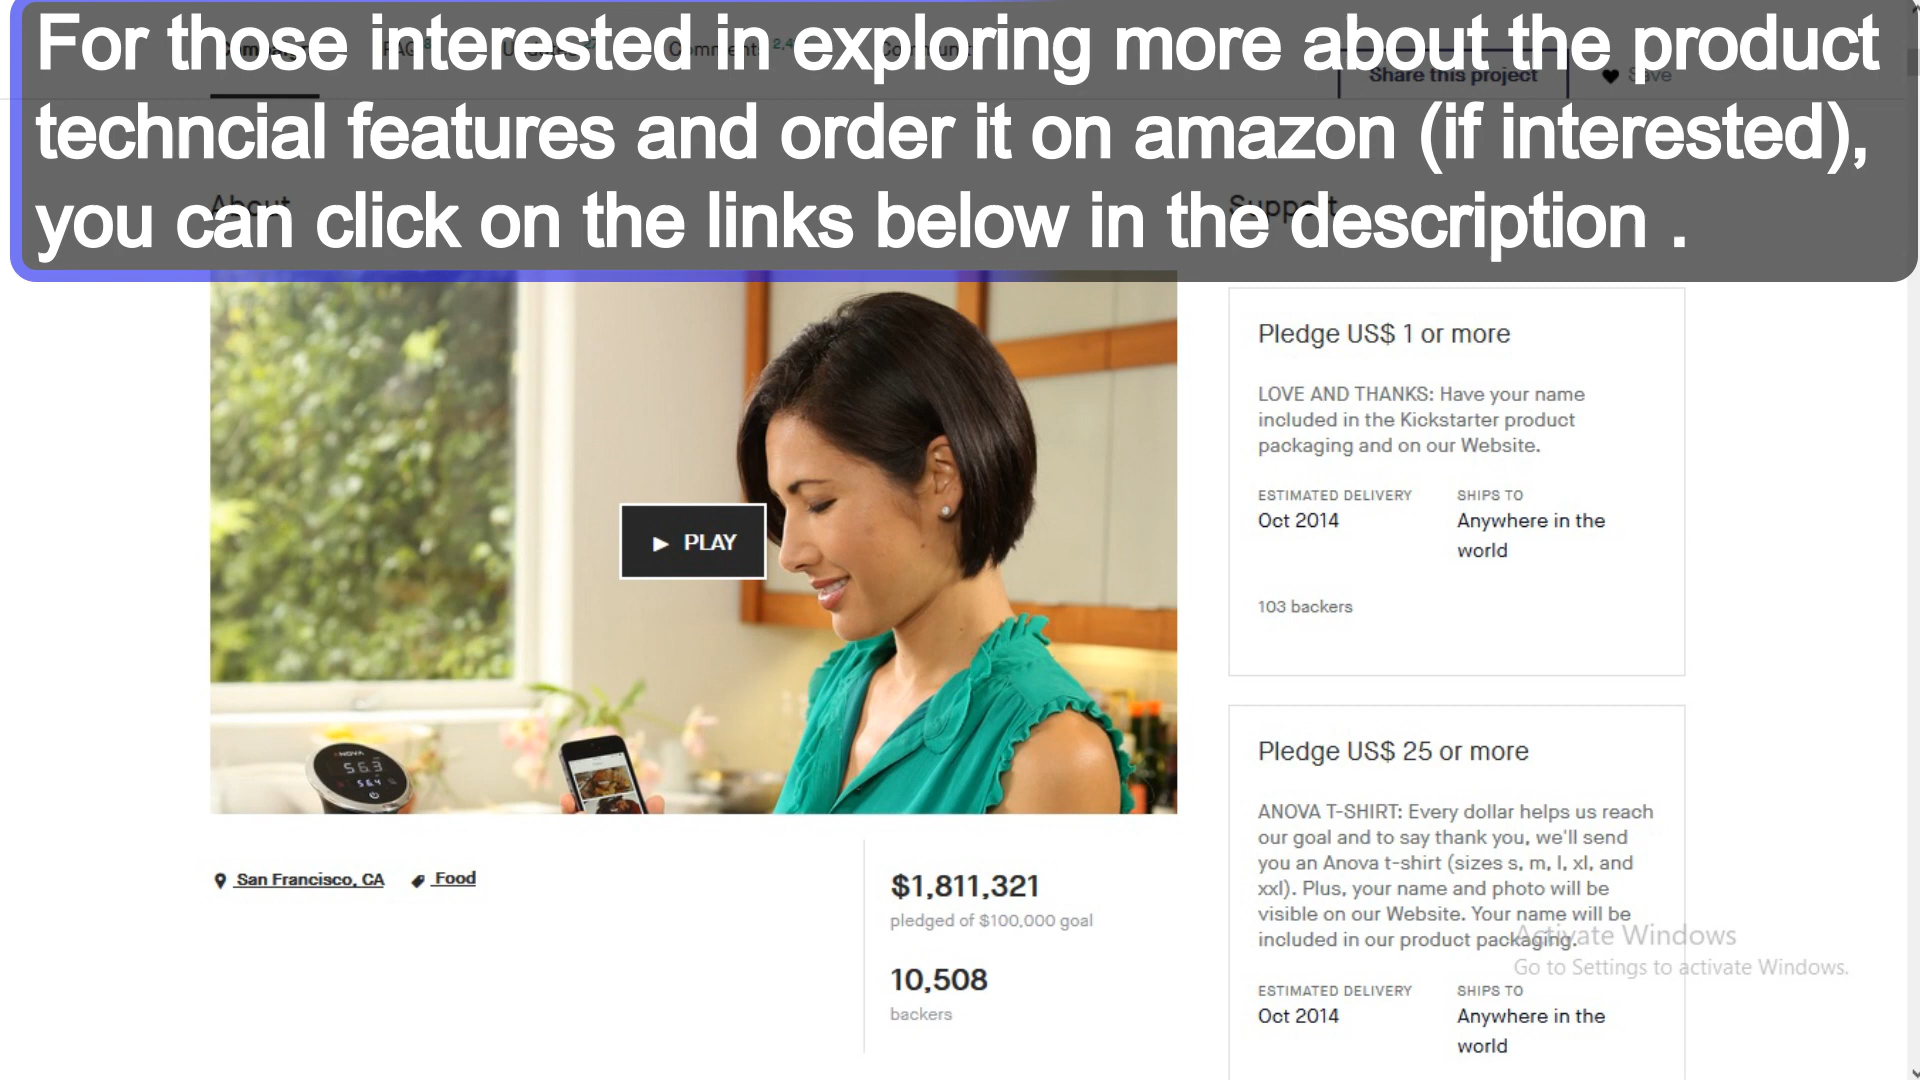 For those interested in exploring more about the product
techncial features and order it on amazon (if interested),
you can click on the links below in the description .
Share this project
Save
About
Support
PLAY
San Francisco, CA
Food
$1,811,321
pledged of $100,000 goal
10,508
backers
Pledge US$ 1 or more
LOVE AND THANKS: Have your name
included in the Kickstarter product
packaging and on our Website.
ESTIMATED DELIVERY
Oct 2014
SHIPS TO
Anywhere in the
world
103 backers
Pledge US$ 25 or more
ANOVA T-SHIRT: Every dollar helps us reach
our goal and to say thank you, we'll send
you an Anova t-shirt (sizes s, m, l, xl, and
xxl). Plus, your name and photo will be
visible on our Website. Your name will be
included in our product packaging.
ESTIMATED DELIVERY
Oct 2014
SHIPS TO
Anywhere in the
world
Activate Windows
Go to Settings to activate Windows.